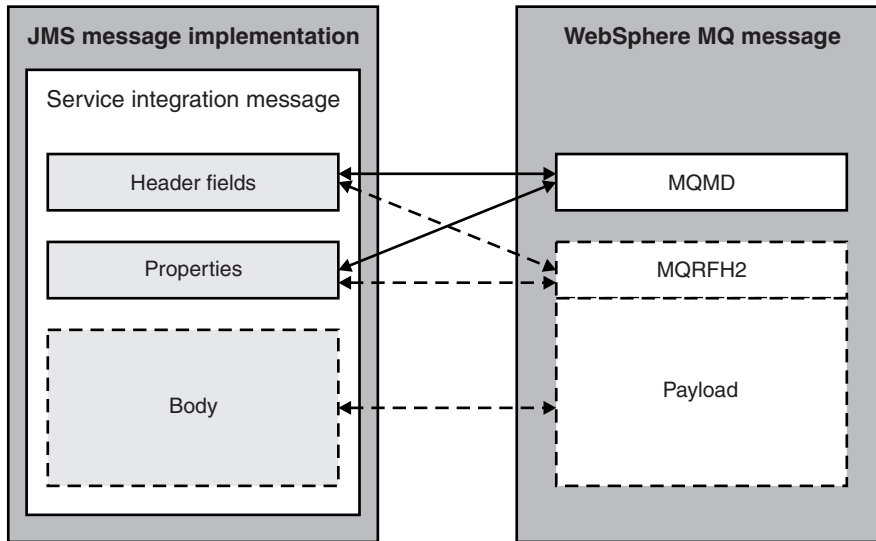 JMS message implementation
Service integration message
Header fields
Properties
Body
WebSphere MQ message
MQMD
MQRFH2
Payload